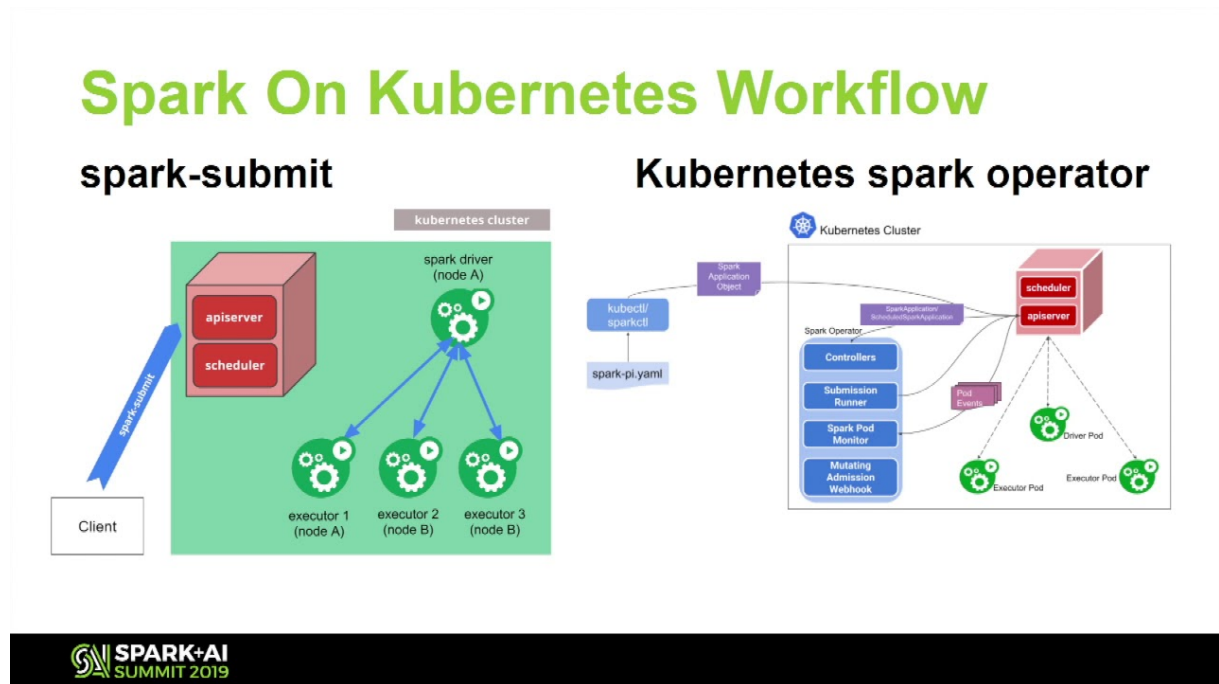 Spark On Kubernetes Workflow
spark-submit
kubernetes cluster
apiserver
scheduler
spark driver
(node A)
spark-submit
Client
executor 1
(node A)
executor 2
(node B)
executor 3
(node B)
Kubernetes spark operator
Kubernetes Cluster
Spark
Application
Object
kubectl/
sparkctl
spark-pi.yaml
SparkApplication/
ScheduledSparkApplication
Spark Operator
Controllers
Submission
Runner
Spark Pod
Monitor
Mutating
Admission
Webhook
Pod
Events
scheduler
apiserver
Driver Pod
Executor Pod
Executor Pod
SPARK+AI
SUMMIT 2019